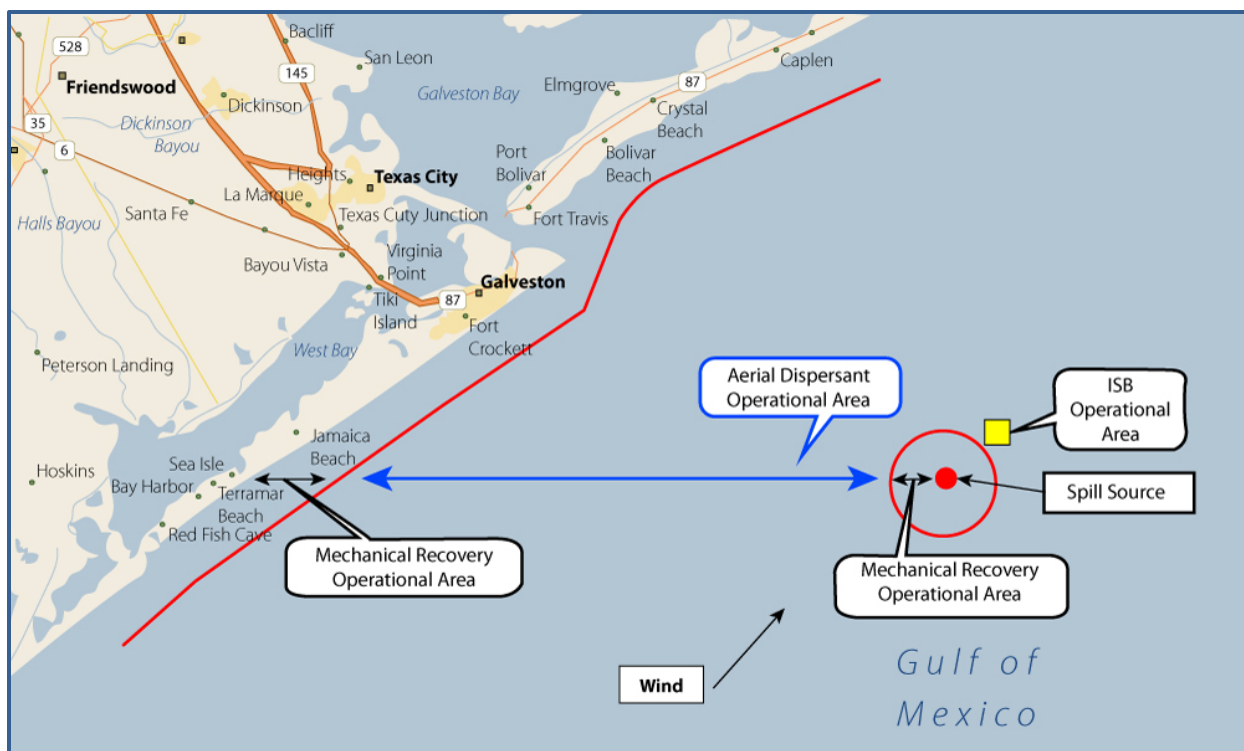 528
Bacliff
San Leon
145
Friendswood
Dickinson
Galveston Bay
Elmgrove
87
Caplen
Crystal
Beach
35
Dickinson
Bayou
6
Port
Bolivar
Bolivar
Beach
Heights
Texas City
La Marque
Santa Fe
Texas Cuty Junction
Fort Travis
Halls Bayou
Bayou Vista
Virginia
Point
Galveston
87
Tiki
Island
Fort
Crockett
West Bay
Peterson Landing
Aerial Dispersant
Operational Area
ISB
Operational
Area
Jamaica
Beach
Hoskins
Sea Isle
Bay Harbor
Terramar
Beach
Red Fish Cave
Spill Source
Mechanical Recovery
Operational Area
Mechanical Recovery
Operational Area
Wind
Gulf of
Mexico